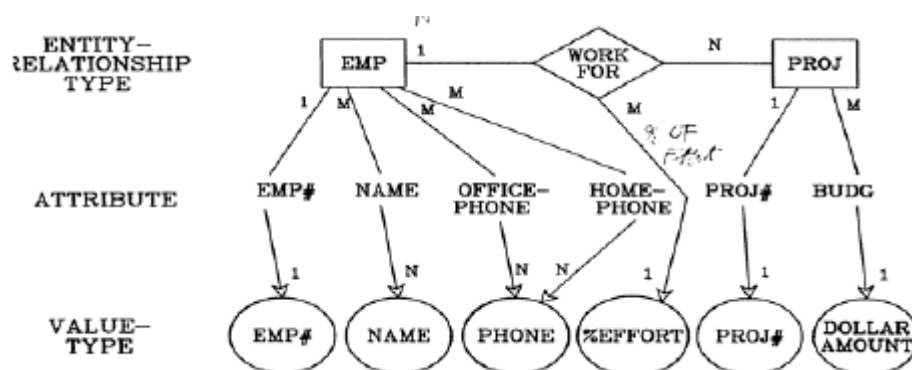 N
ENTITY-
RELATIONSHIP
TYPE
EMP
1
WORK
FOR
N
PROJ
1
M
M
M
M
1
M
% OF
Effort
ATTRIBUTE
EMP#
NAME
OFFICE-
PHONE
HOME-
PHONE
PROJ#
BUDG
1
N
N
N
1
1
1
VALUE-
TYPE
EMP#
NAME
PHONE
%EFFORT
PROJ#
DOLLAR
AMOUNT